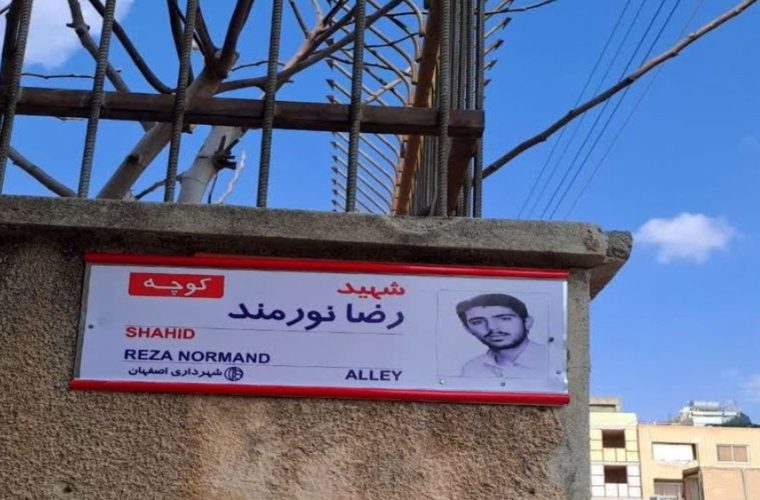 کوچه
شهید
رضا نورمند
SHAHID
REZA NORMAND
ALLEY
شهرداری اصفهان